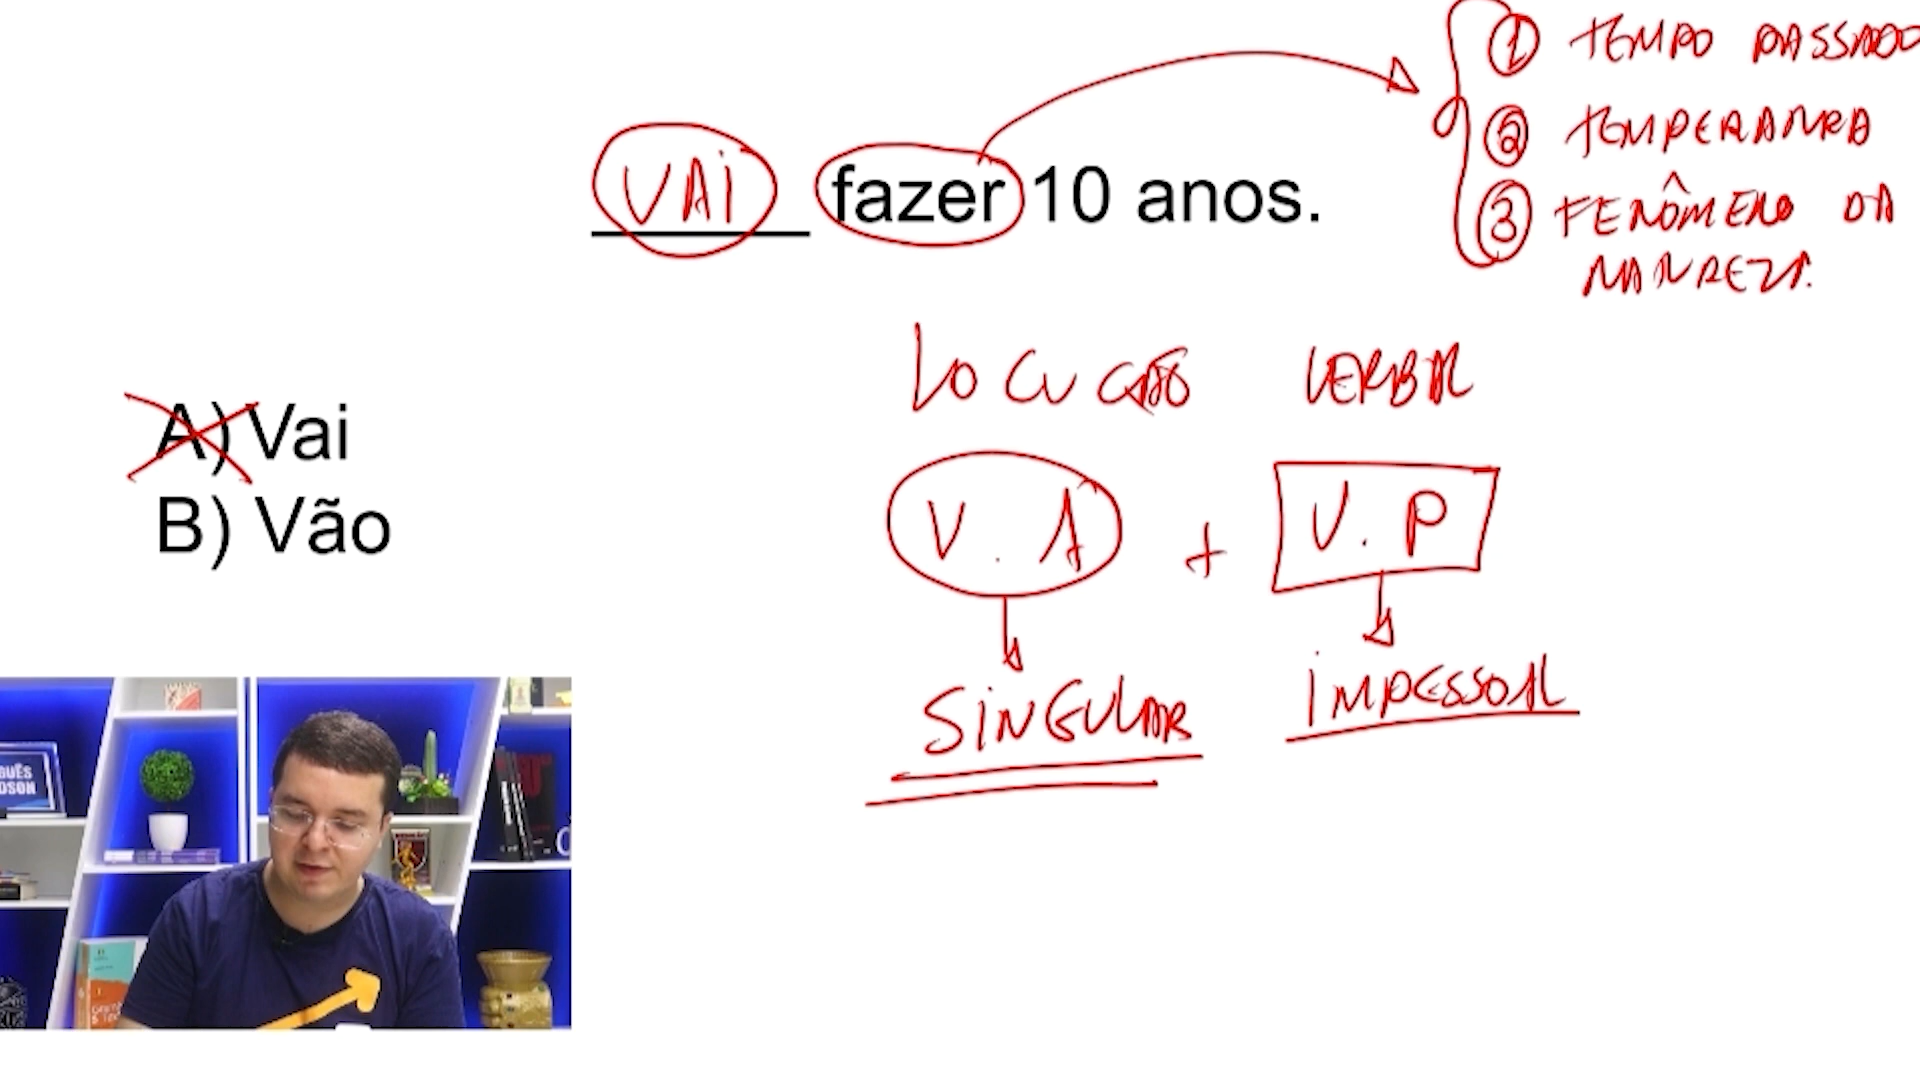 ① TEMPO PASSADO
② TEMPERATURA
③ FENÔMENO DA
NATUREZA.
VAI fazer 10 anos.
LOCUÇÃO VERBAL
A) Vai
B) Vão
V. A + V. P
SINGULAR IMPESSOAL